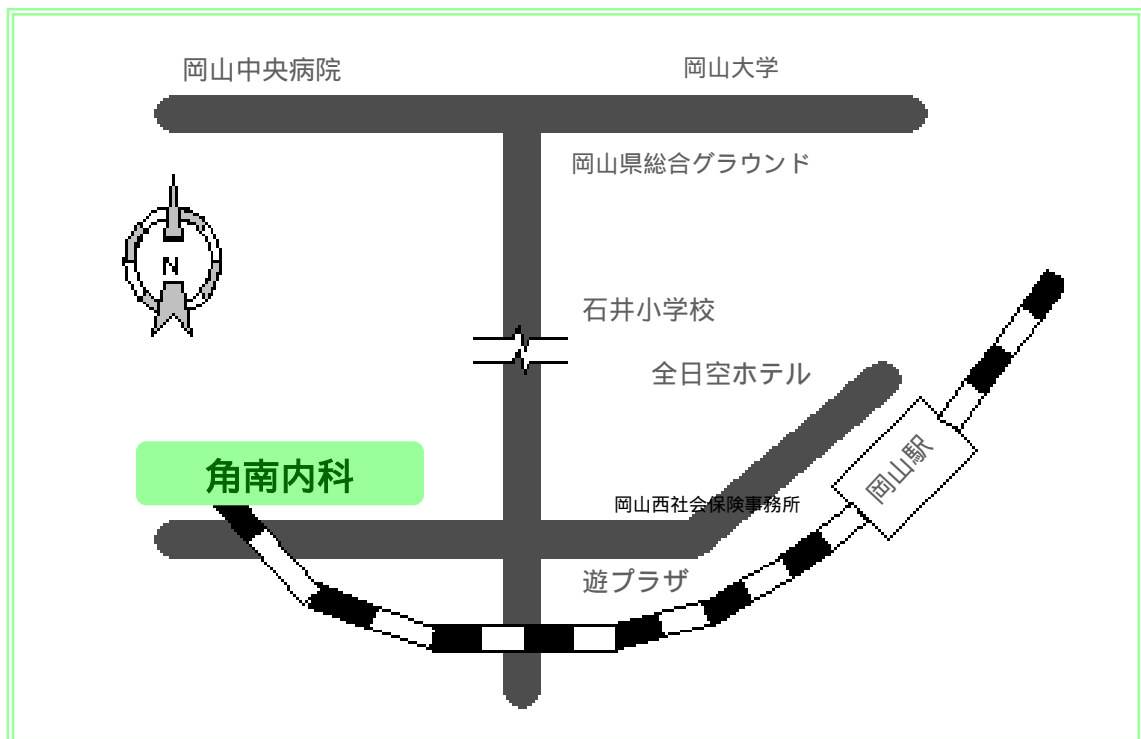 岡山中央病院
岡山大学
岡山県総合グラウンド
N
石井小学校
全日空ホテル
角南内科
岡山駅
岡山西社会保険事務所
遊プラザ